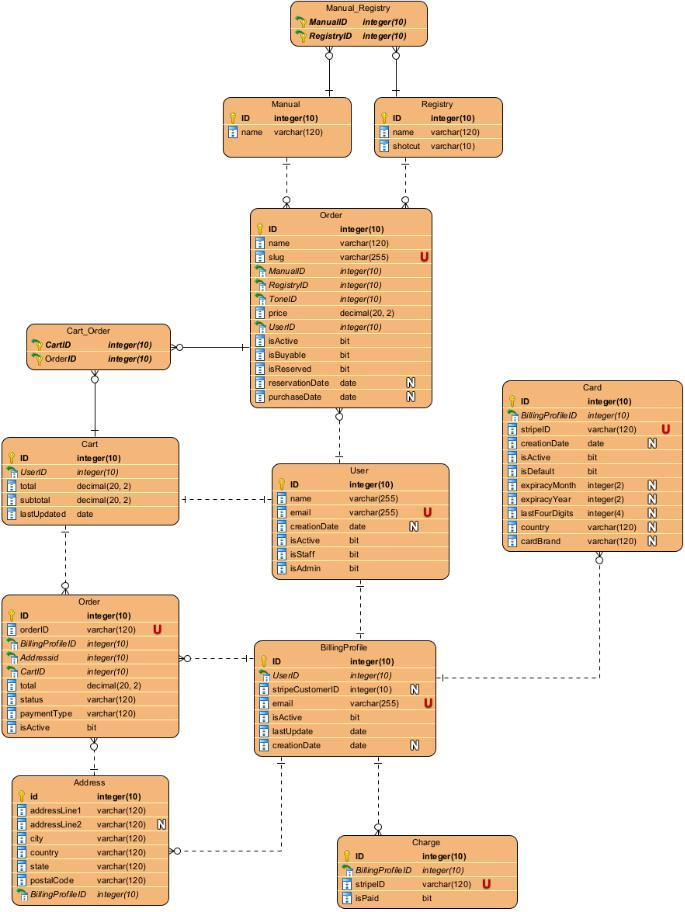 Manual_Registry
ManualID integer(10)
RegistryID integer(10)
Manual
ID integer(10)
name varchar(120)
Registry
ID integer(10)
name varchar(120)
shotcut varchar(10)
Order
ID integer(10)
name varchar(120)
slug varchar(255) U
ManualID integer(10)
RegistryID integer(10)
ToneID integer(10)
price decimal(20, 2)
UserID integer(10)
isActive bit
isBuyable bit
isReserved bit
reservationDate date N
purchaseDate date N
Cart_Order
CartID integer(10)
OrderID integer(10)
Card
ID integer(10)
BillingProfileID integer(10)
stripeID varchar(120) U
creationDate date N
isActive bit
isDefault bit
expiracyMonth integer(2) N
expiracyYear integer(2) N
lastFourDigits integer(4) N
country varchar(120) N
cardBrand varchar(120) N
Cart
ID integer(10)
UserID integer(10)
total decimal(20, 2)
subtotal decimal(20, 2)
lastUpdated date
User
ID integer(10)
name varchar(255)
email varchar(255) U
creationDate date N
isActive bit
isStaff bit
isAdmin bit
Order
ID integer(10)
orderID varchar(120) U
BillingProfileID integer(10)
Addressid integer(10)
CartID integer(10)
total decimal(20, 2)
status varchar(120)
paymentType varchar(120)
isActive bit
BillingProfile
ID integer(10)
UserID integer(10)
stripeCustomerID integer(10) N
email varchar(255) U
isActive bit
lastUpdate date
creationDate date N
Address
id integer(10)
addressLine1 varchar(120)
addressLine2 varchar(120) N
city varchar(120)
country varchar(120)
state varchar(120)
postalCode varchar(120)
BillingProfileID integer(10)
Charge
ID integer(10)
BillingProfileID integer(10)
stripeID varchar(120) U
isPaid bit